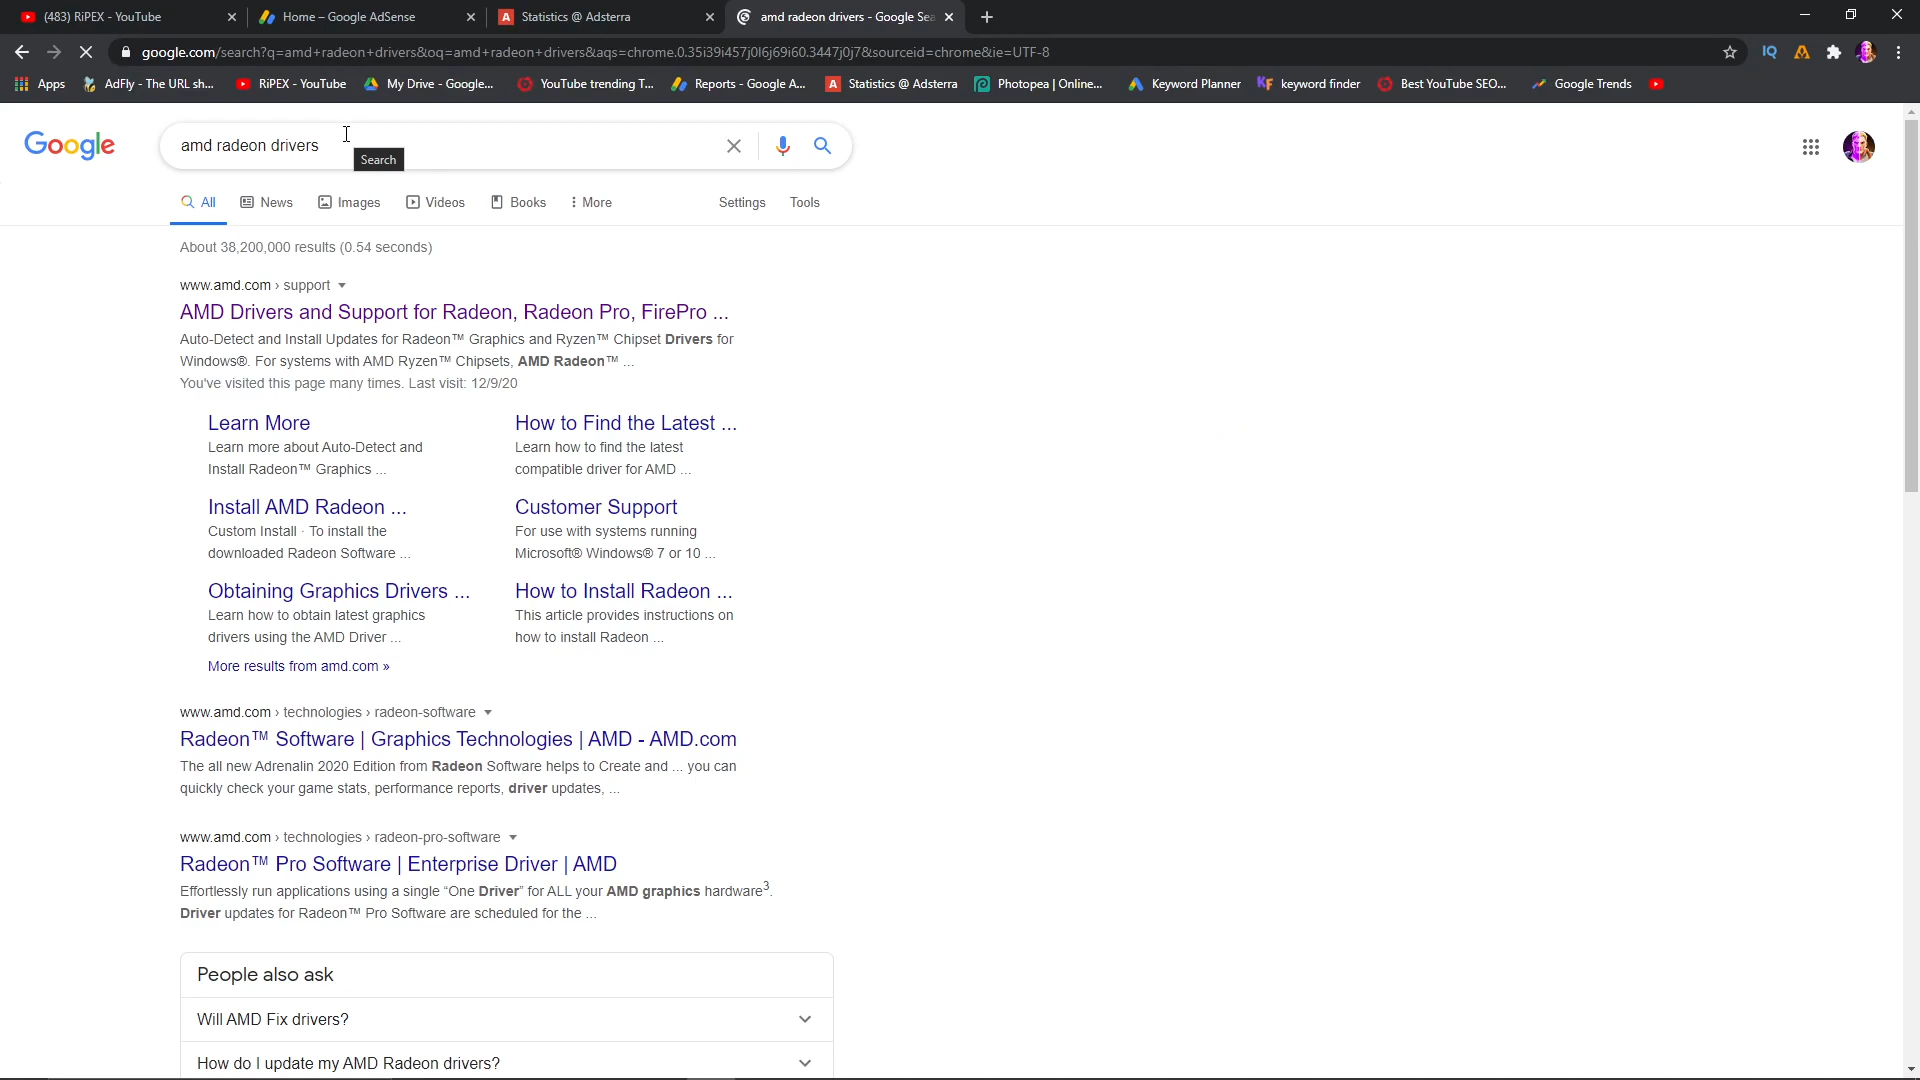 (483) RiPEX - YouTube
Home – Google AdSense
Statistics @ Adsterra
amd radeon drivers - Google Sea
google.com/search?q=amd+radeon+drivers&oq=amd+radeon+drivers&aqs=chrome.0.35i39i457j0l6j69i60.3447j0j7&sourceid=chrome&ie=UTF-8
Apps
AdFly - The URL sh...
RiPEX - YouTube
My Drive - Google...
YouTube trending T...
Reports - Google A...
Statistics @ Adsterra
Photopea | Online...
Keyword Planner
keyword finder
Best YouTube SEO...
Google Trends
Google
amd radeon drivers
Search
All
News
Images
Videos
Books
More
Settings
Tools
About 38,200,000 results (0.54 seconds)
www.amd.com › support
AMD Drivers and Support for Radeon, Radeon Pro, FirePro ...
Auto-Detect and Install Updates for Radeon™ Graphics and Ryzen™ Chipset Drivers for
Windows®. For systems with AMD Ryzen™ Chipsets, AMD Radeon™ ...
You've visited this page many times. Last visit: 12/9/20
Learn More
Learn more about Auto-Detect and
Install Radeon™ Graphics ...
How to Find the Latest ...
Learn how to find the latest
compatible driver for AMD ...
Install AMD Radeon ...
Custom Install · To install the
downloaded Radeon Software ...
Customer Support
For use with systems running
Microsoft® Windows® 7 or 10 ...
Obtaining Graphics Drivers ...
Learn how to obtain latest graphics
drivers using the AMD Driver ...
How to Install Radeon ...
This article provides instructions on
how to install Radeon ...
More results from amd.com »
www.amd.com › technologies › radeon-software
Radeon™ Software | Graphics Technologies | AMD - AMD.com
The all new Adrenalin 2020 Edition from Radeon Software helps to Create and ... you can
quickly check your game stats, performance reports, driver updates, ...
www.amd.com › technologies › radeon-pro-software
Radeon™ Pro Software | Enterprise Driver | AMD
Effortlessly run applications using a single “One Driver” for ALL your AMD graphics hardware3.
Driver updates for Radeon™ Pro Software are scheduled for the ...
People also ask
Will AMD Fix drivers?
How do I update my AMD Radeon drivers?